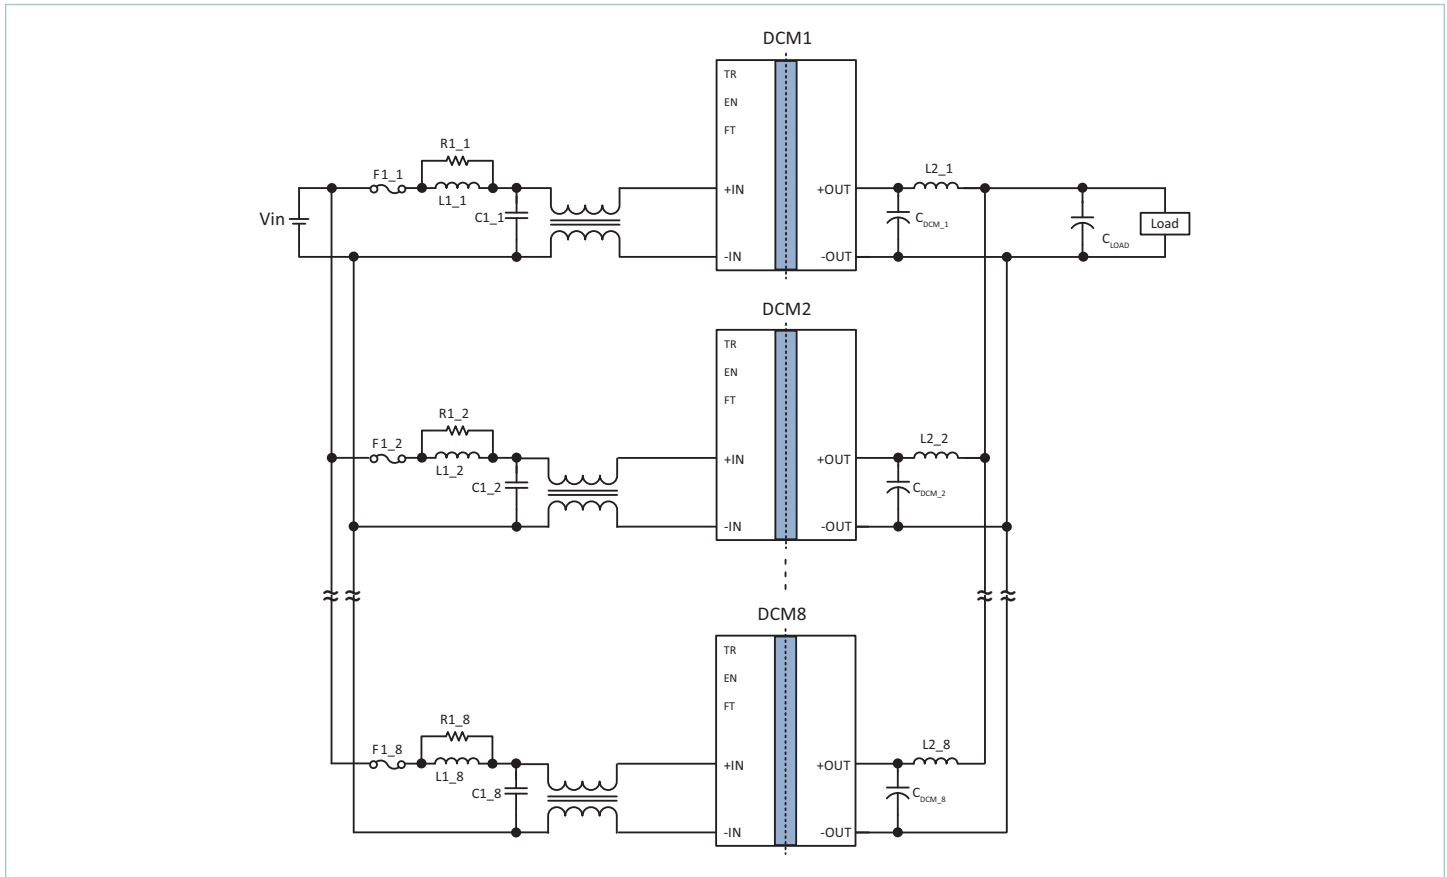 DCM1
TR
EN
FT
R1_1
F1_1
L1_1
+IN
+OUT
L2_1
Vin
C1_1
C_DCM_1
C_LOAD
Load
-IN
-OUT
DCM2
TR
EN
FT
R1_2
F1_2
L1_2
+IN
+OUT
L2_2
C1_2
C_DCM_2
-IN
-OUT
DCM8
TR
EN
FT
R1_8
F1_8
L1_8
+IN
+OUT
L2_8
C1_8
C_DCM_8
-IN
-OUT